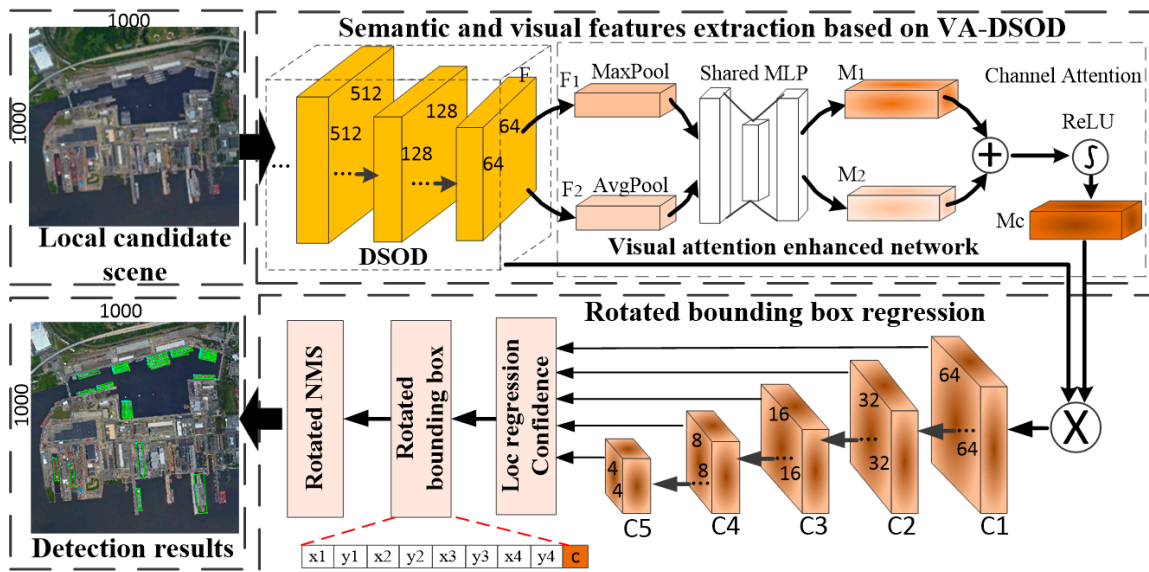 1000
1000
Local candidate
scene
Semantic and visual features extraction based on VA-DSOD
...
512
512
...
128
128
...
F
64
64
DSOD
F1
MaxPool
F2
AvgPool
Shared MLP
M1
M2
Channel Attention
+
ReLU
ʃ
Mc
Visual attention enhanced network
Rotated bounding box regression
X
64
64
...
C1
32
32
...
C2
16
16
...
C3
8
8
...
C4
4
4
C5
Loc regression
Confidence
Rotated
bounding box
Rotated NMS
x1 y1 x2 y2 x3 y3 x4 y4 c
1000
1000
Detection results